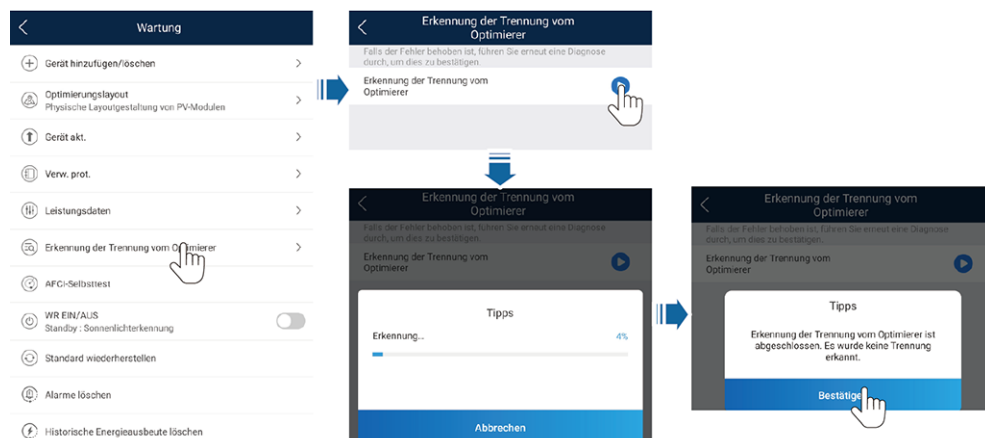 Wartung
Gerät hinzufügen/löschen
Optimierungslayout
Physische Layoutgestaltung von PV-Modulen
Gerät akt.
Verw. prot.
Leistungsdaten
Erkennung der Trennung vom Optimierer
AFCI-Selbsttest
WR EIN/AUS
Standby : Sonnenlichterkennung
Standard wiederherstellen
Alarme löschen
Historische Energieausbeute löschen
Erkennung der Trennung vom
Optimierer
Falls der Fehler behoben ist, führen Sie erneut eine Diagnose
durch, um dies zu bestätigen.
Erkennung der Trennung vom
Optimierer
Erkennung der Trennung vom
Optimierer
Falls der Fehler behoben ist, führen Sie erneut eine Diagnose
durch, um dies zu bestätigen.
Erkennung der Trennung vom
Optimierer
Tipps
Erkennung... 4%
Abbrechen
Erkennung der Trennung vom
Optimierer
Falls der Fehler behoben ist, führen Sie erneut eine Diagnose
durch, um dies zu bestätigen.
Erkennung der Trennung vom
Optimierer
Tipps
Erkennung der Trennung vom Optimierer ist
abgeschlossen. Es wurde keine Trennung
erkannt.
Bestätige